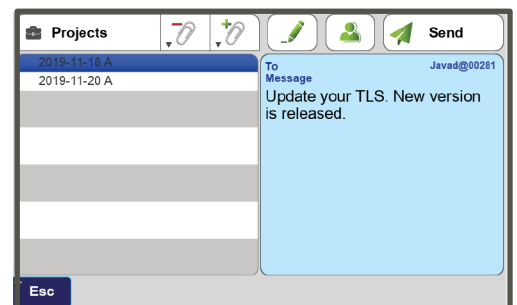 Projects
Send
2019-11-18 A
2019-11-20 A
To Javad@00281
Message
Update your TLS. New version
is released.
Esc